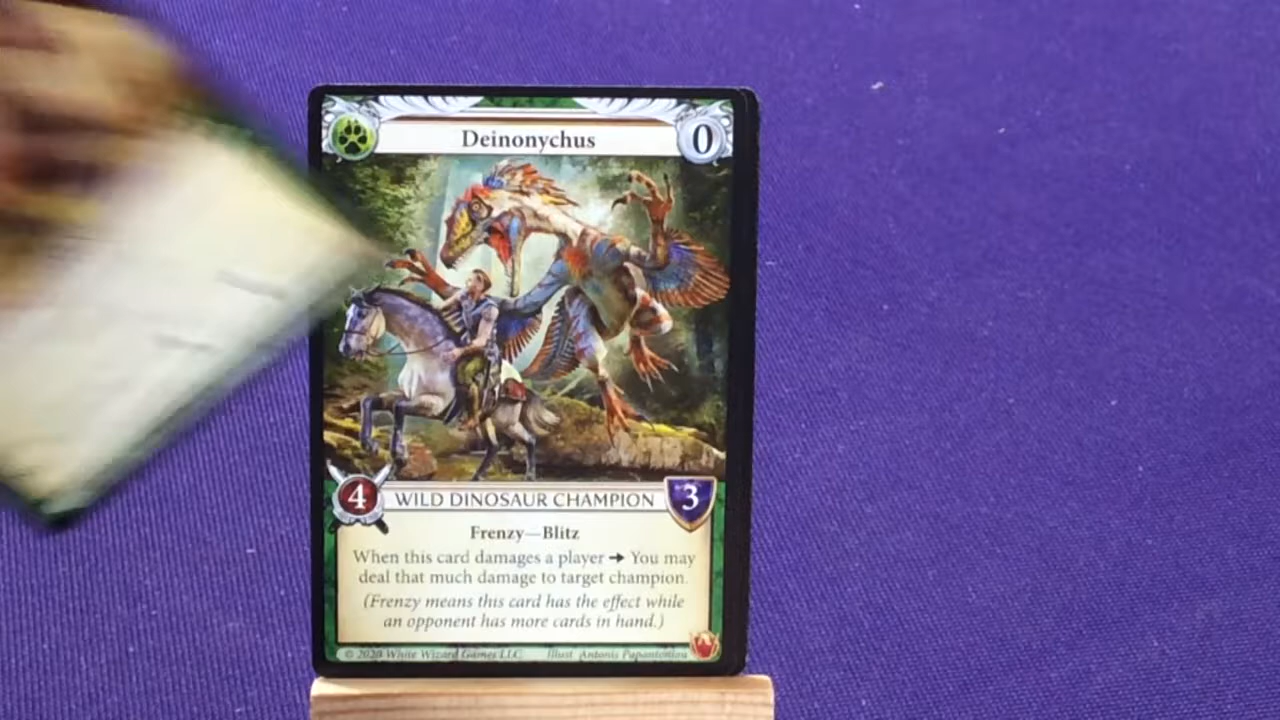 Deinonychus
0
4
WILD DINOSAUR CHAMPION
3
Frenzy—Blitz
When this card damages a player ➔ You may
deal that much damage to target champion.
(Frenzy means this card has the effect while
an opponent has more cards in hand.)
© 2020 White Wizard Games LLC Illust. Antonis Papantoniou